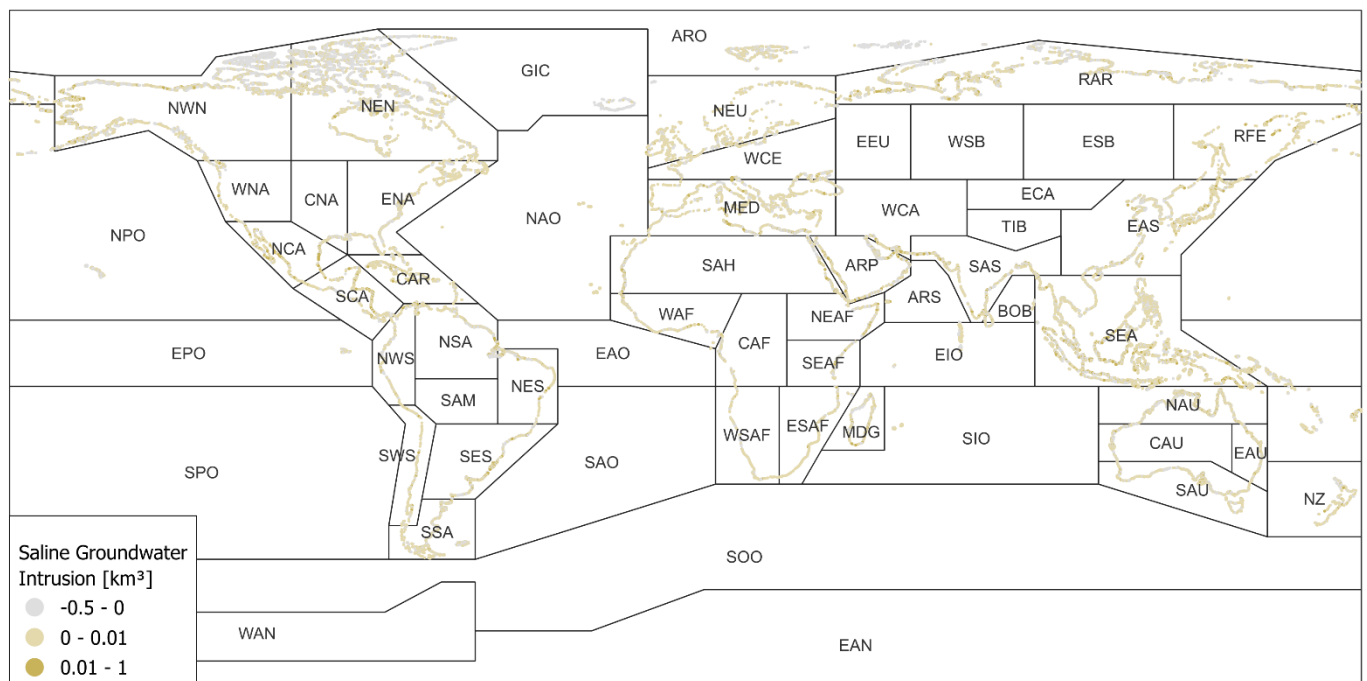 ARO
GIC
RAR
NWN
NEN
NEU
EEU
WSB
ESB
RFE
WCE
WNA
CNA
ENA
ECA
MED
WCA
NAO
TIB
EAS
NPO
NCA
SAH
ARP
SAS
CAR
SCA
ARS
WAF
NEAF
BOB
CAF
SEA
NSA
EPO
NWS
EAO
SEAF
EIO
SAM
NES
NAU
WSAF
ESAF
MDG
SIO
CAU
EAU
SWS
SES
SAO
SPO
SAU
NZ
SSA
SOO
WAN
EAN
Saline Groundwater
Intrusion [km³]
-0.5 - 0
0 - 0.01
0.01 - 1